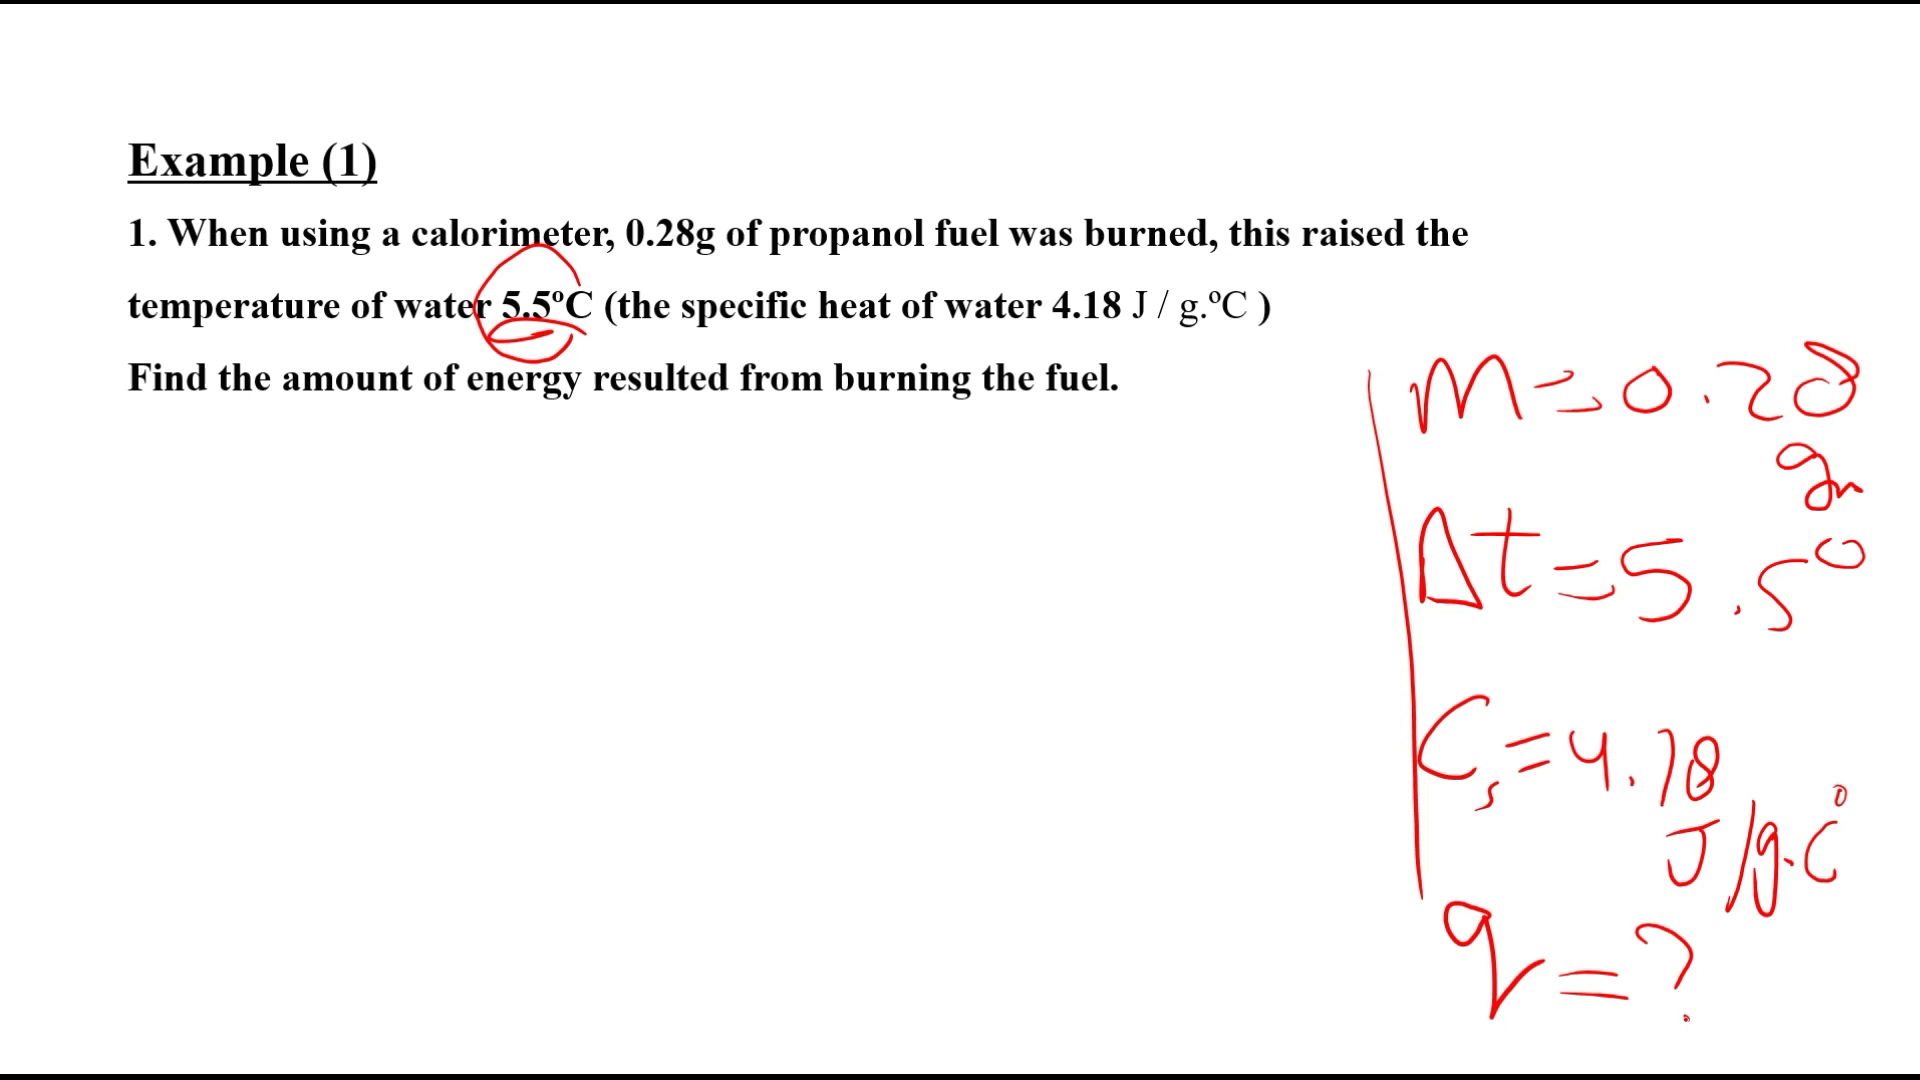 Example (1)
1. When using a calorimeter, 0.28g of propanol fuel was burned, this raised the
temperature of water 5.5ºC (the specific heat of water 4.18 J / g.ºC )
Find the amount of energy resulted from burning the fuel.
m=0.28
gm
Δt=5.5°
Cs=4.18
J/g.C°
q=?